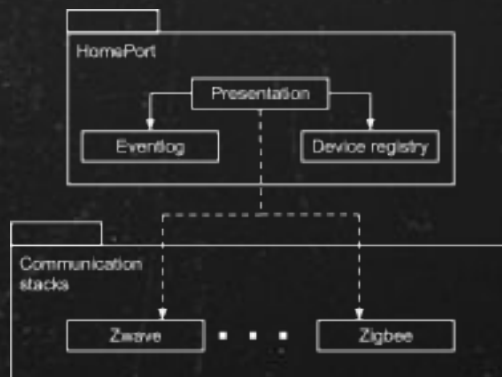 HomePort
Presentation
Eventlog
Device registry
Communication
stacks
Zwave
Zigbee